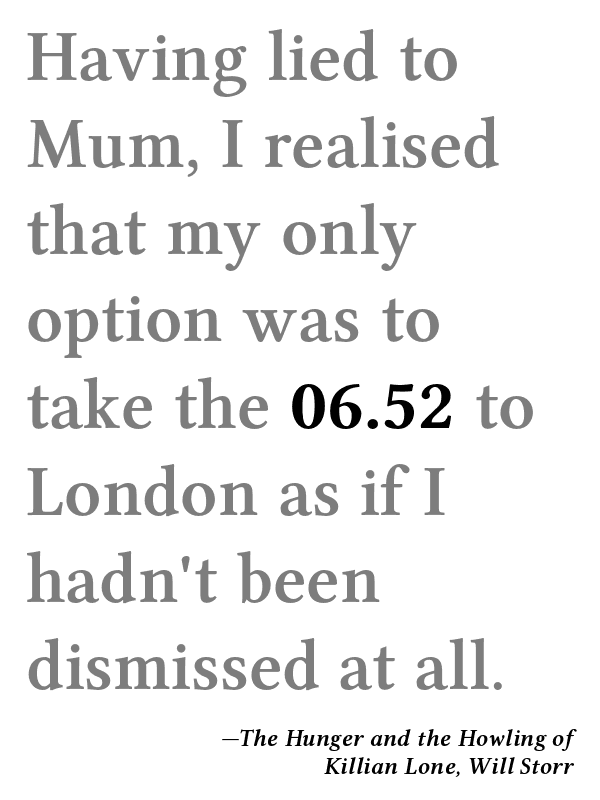 Having lied to
Mum, I realised
that my only
option was to
take the 06.52 to
London as if I
hadn't been
dismissed at all.
—The Hunger and the Howling of
Killian Lone, Will Storr